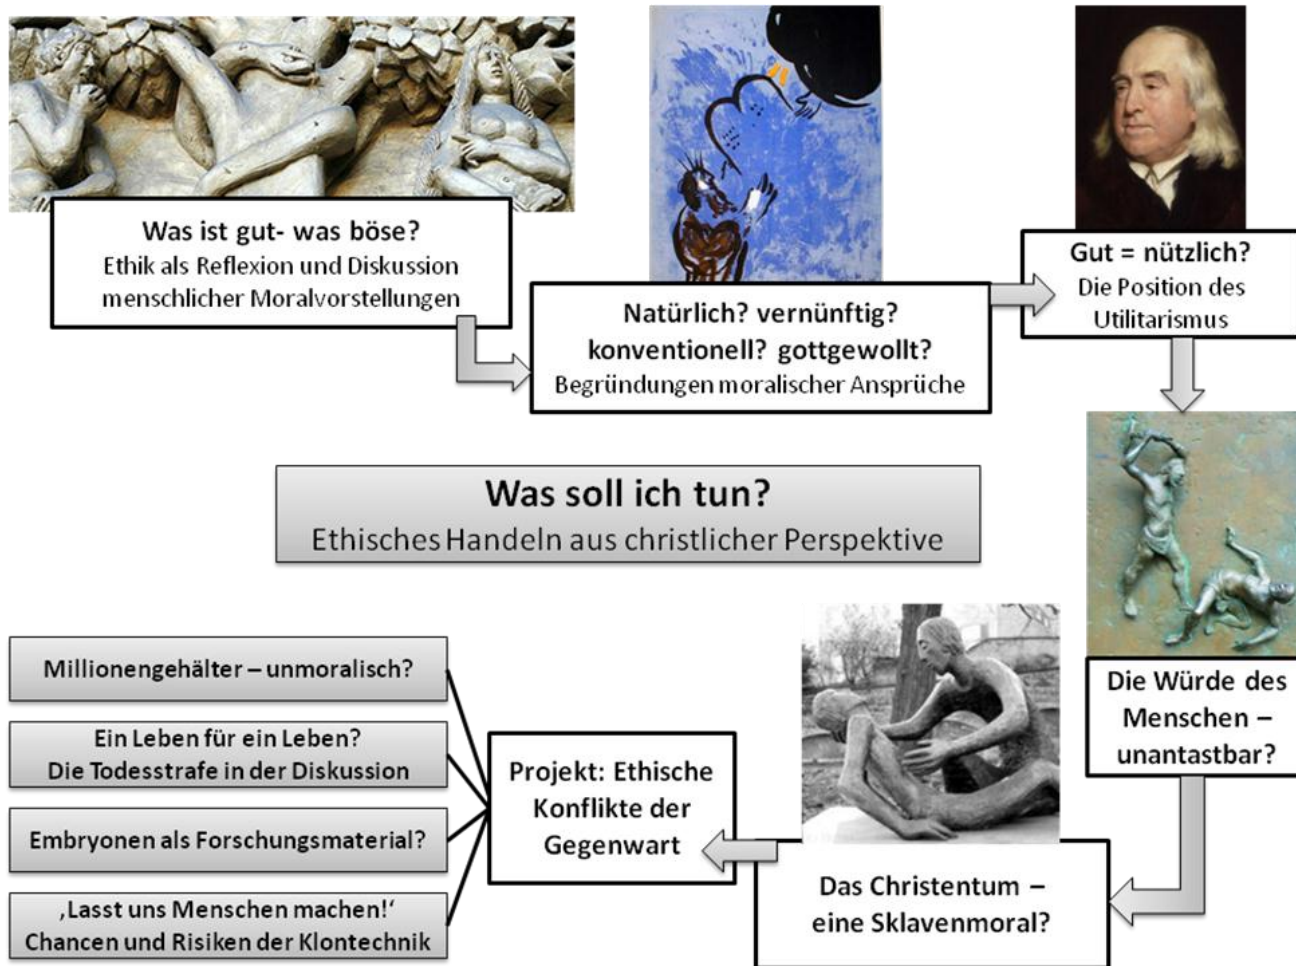 Was ist gut- was böse?
Ethik als Reflexion und Diskussion
menschlicher Moralvorstellungen
Natürlich? vernünftig?
konventionell? gottgewollt?
Begründungen moralischer Ansprüche
Gut = nützlich?
Die Position des
Utilitarismus
Was soll ich tun?
Ethisches Handeln aus christlicher Perspektive
Die Würde des
Menschen –
unantastbar?
Das Christentum –
eine Sklavenmoral?
Projekt: Ethische
Konflikte der
Gegenwart
Millionengehälter – unmoralisch?
Ein Leben für ein Leben?
Die Todesstrafe in der Diskussion
Embryonen als Forschungsmaterial?
‚Lasst uns Menschen machen!‘
Chancen und Risiken der Klontechnik